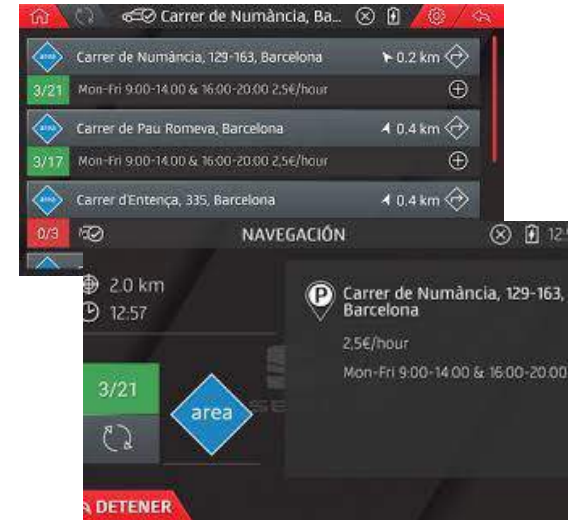 Carrer de Numància, Ba...
area
Carrer de Numància, 129-163, Barcelona
0.2 km
3/21
Mon-Fri 9:00-14:00 & 16:00-20:00 2,5€/hour
area
Carrer de Pau Romeva, Barcelona
0.4 km
3/17
Mon-Fri 9:00-14:00 & 16:00-20:00 2,5€/hour
area
Carrer d'Entença, 335, Barcelona
0.4 km
0/3
NAVEGACIÓN
2.0 km
12:57
P
Carrer de Numància, 129-163,
Barcelona
2,5€/hour
Mon-Fri 9:00-14:00 & 16:00-20:00
3/21
area
DETENER